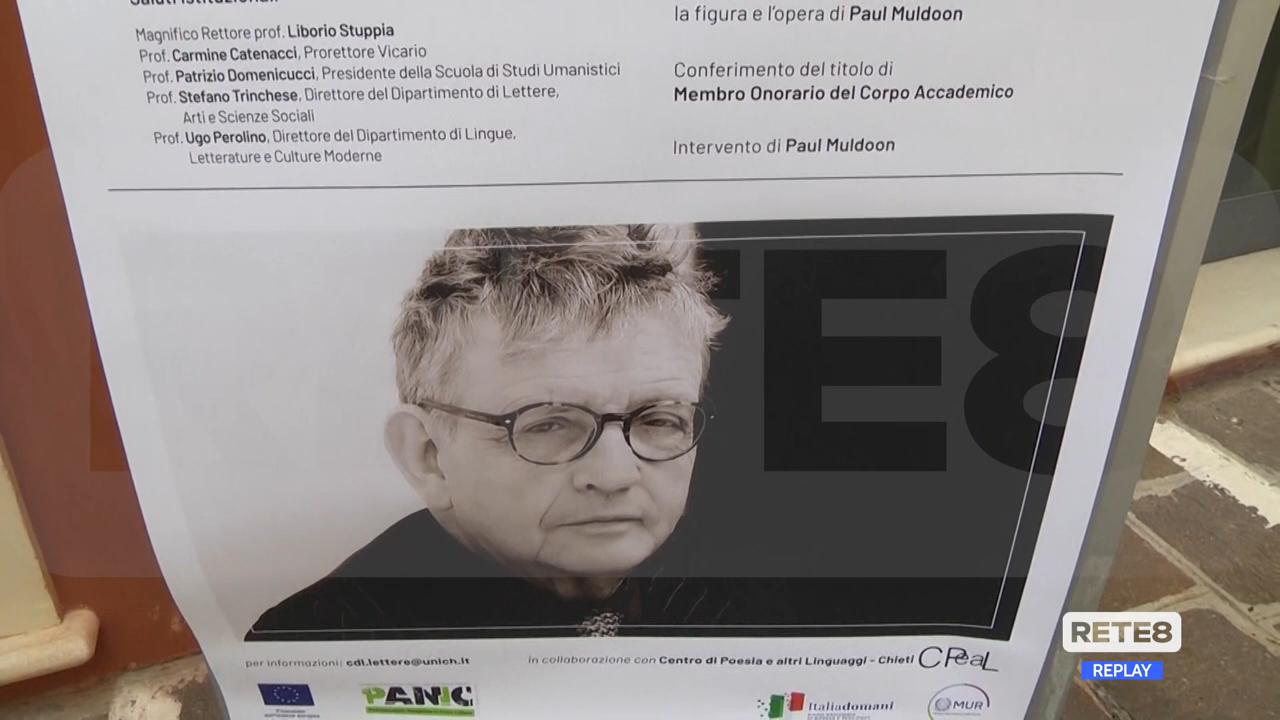 Saluti istituzionali
Magnifico Rettore prof. Liborio Stuppia
Prof. Carmine Catenacci, Prorettore Vicario
Prof. Patrizio Domenicucci, Presidente della Scuola di Studi Umanistici
Prof. Stefano Trinchese, Direttore del Dipartimento di Lettere,
Arti e Scienze Sociali
Prof. Ugo Perolino, Direttore del Dipartimento di Lingue,
Letterature e Culture Moderne
la figura e l'opera di Paul Muldoon
Conferimento del titolo di
Membro Onorario del Corpo Accademico
Intervento di Paul Muldoon
RETE8
per informazioni: cdl.lettere@unich.it
in collaborazione con Centro di Poesia e altri Linguaggi - Chieti CPeaL
PANIC
Italiadomani
MUR
RETE8
REPLAY